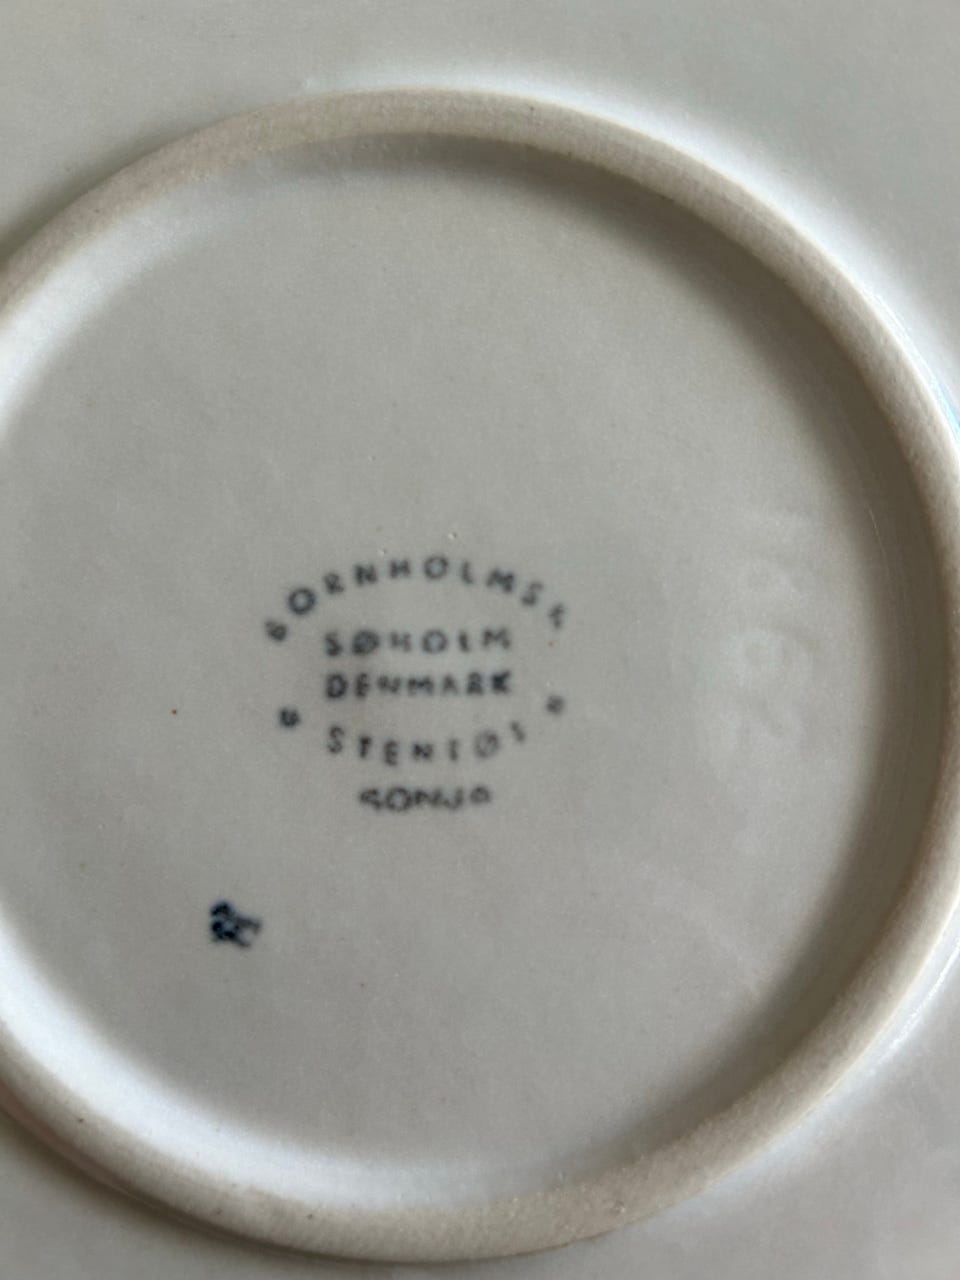 BORNHOLMSK
SØHOLM
DENMARK
STENTØJ
SONJA